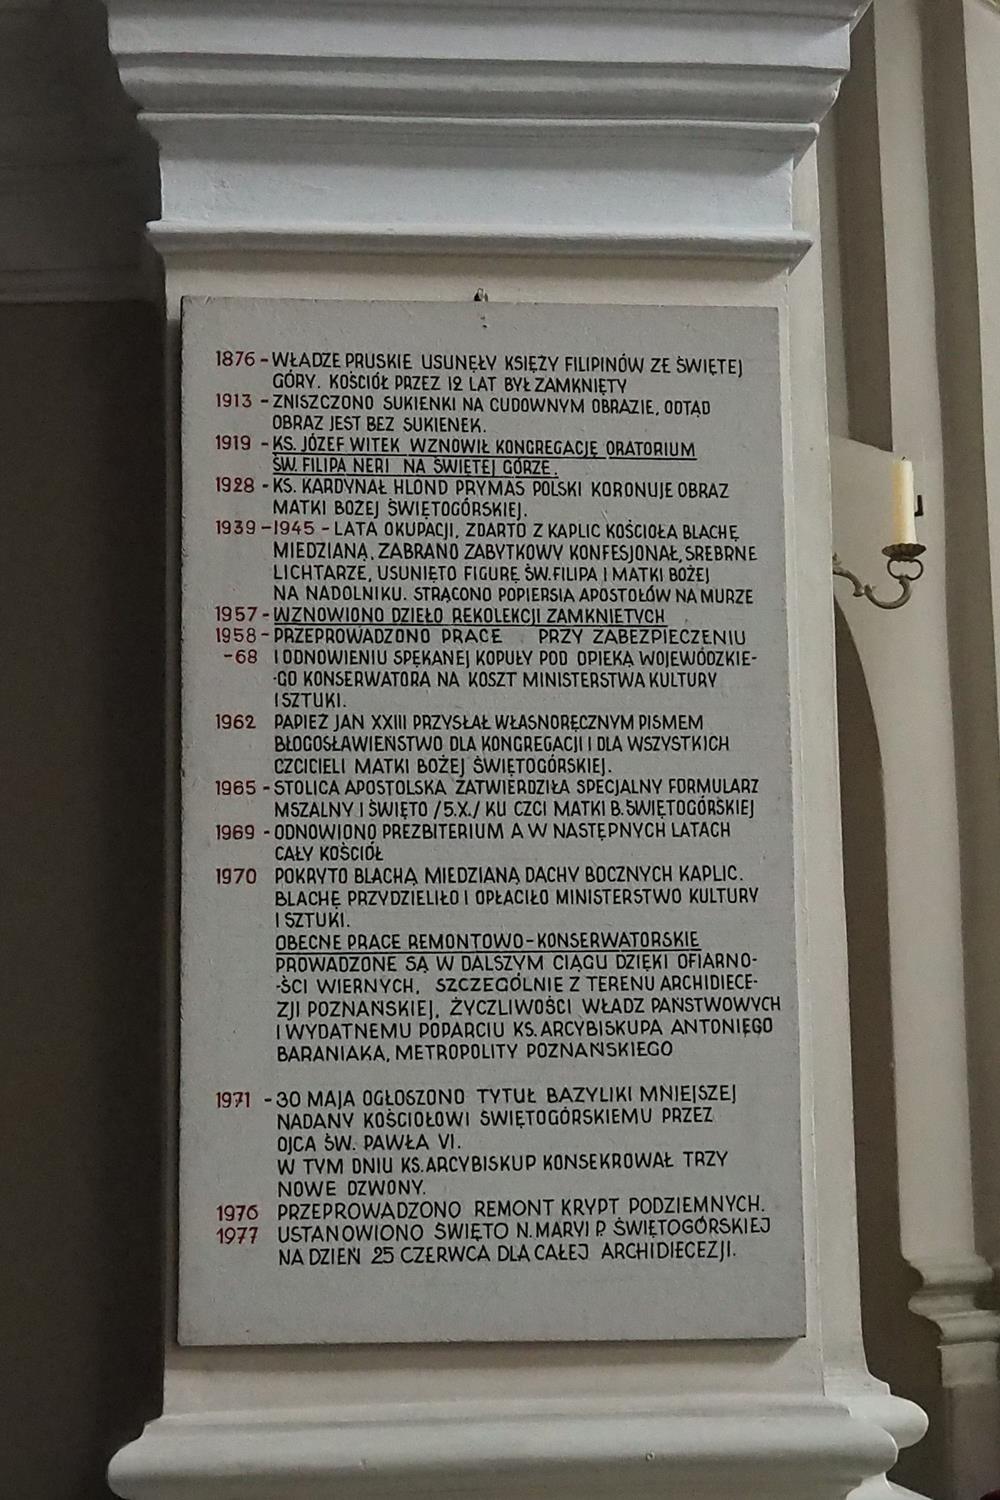 1876 - WŁADZE PRUSKIE USUNĘŁY KSIĘŻY FILIPINÓW ZE ŚWIĘTEJ
GÓRY. KOŚCIÓŁ PRZEZ 12 LAT BYŁ ZAMKNIĘTY
1913 - ZNISZCZONO SUKIENKI NA CUDOWNYM OBRAZIE, ODTĄD
OBRAZ JEST BEZ SUKIENEK.
1919 - KS. JÓZEF WITEK WZNOWIŁ KONGREGACJĘ ORATORIUM
ŚW. FILIPA NERI NA ŚWIĘTEJ GÓRZE.
1928 - KS. KARDYNAŁ HLOND PRYMAS POLSKI KORONUJE OBRAZ
MATKI BOŻEJ ŚWIĘTOGÓRSKIEJ.
1939-1945 - LATA OKUPACJI, ZDARTO Z KAPLIC KOŚCIOŁA BLACHĘ
MIEDZIANĄ, ZABRANO ZABYTKOWY KONFESJONAŁ, SREBRNE
LICHTARZE, USUNIĘTO FIGURĘ ŚW. FILIPA I MATKI BOŻEJ
NA NADOLNIKU. STRĄCONO POPIERSIA APOSTOŁÓW NA MURZE
1957 - WZNOWIONO DZIEŁO REKOLEKCJI ZAMKNIETYCH
1958 - PRZEPROWADZONO PRACE PRZY ZABEZPIECZENIU
-68 I ODNOWIENIU SPĘKANEJ KOPUŁY POD OPIEKĄ WOJEWÓDZKIE-
-GO KONSERWATORA NA KOSZT MINISTERSTWA KULTURY
I SZTUKI.
1962 PAPIEŻ JAN XXIII PRZYSŁAŁ WŁASNORĘCZNYM PISMEM
BŁOGOSŁAWIEŃSTWO DLA KONGREGACJI I DLA WSZYSTKICH
CZCICIELI MATKI BOŻEJ ŚWIĘTOGÓRSKIEJ.
1965 - STOLICA APOSTOLSKA ZATWIERDZIŁA SPECJALNY FORMULARZ
MSZALNY I ŚWIĘTO /5.X./ KU CZCI MATKI B. ŚWIĘTOGÓRSKIEJ
1969 - ODNOWIONO PREZBITERIUM A W NASTĘPNYCH LATACH
CAŁY KOŚCIÓŁ
1970 POKRYTO BLACHĄ MIEDZIANĄ DACHY BOCZNYCH KAPLIC.
BLACHĘ PRZYDZIELIŁO I OPŁACIŁO MINISTERSTWO KULTURY
I SZTUKI.
OBECNE PRACE REMONTOWO-KONSERWATORSKIE
PROWADZONE SĄ W DALSZYM CIĄGU DZIĘKI OFIARNO-
-ŚCI WIERNYCH, SZCZEGÓLNIE Z TERENU ARCHIDIECE-
ZJI POZNAŃSKIEJ, ŻYCZLIWOŚCI WŁADZ PAŃSTWOWYCH
I WYDATNEMU POPARCIU KS. ARCYBISKUPA ANTONIEGO
BARANIAKA, METROPOLITY POZNAŃSKIEGO
1971 - 30 MAJA OGŁOSZONO TYTUŁ BAZYLIKI MNIEJSZEJ
NADANY KOŚCIOŁOWI ŚWIĘTOGÓRSKIEMU PRZEZ
OJCA ŚW. PAWŁA VI.
W TYM DNIU KS. ARCYBISKUP KONSEKROWAŁ TRZY
NOWE DZWONY.
1976 PRZEPROWADZONO REMONT KRYPT PODZIEMNYCH.
1977 USTANOWIONO ŚWIĘTO N. MARYI P. ŚWIĘTOGÓRSKIEJ
NA DZIEŃ 25 CZERWCA DLA CAŁEJ ARCHIDIECEZJI.